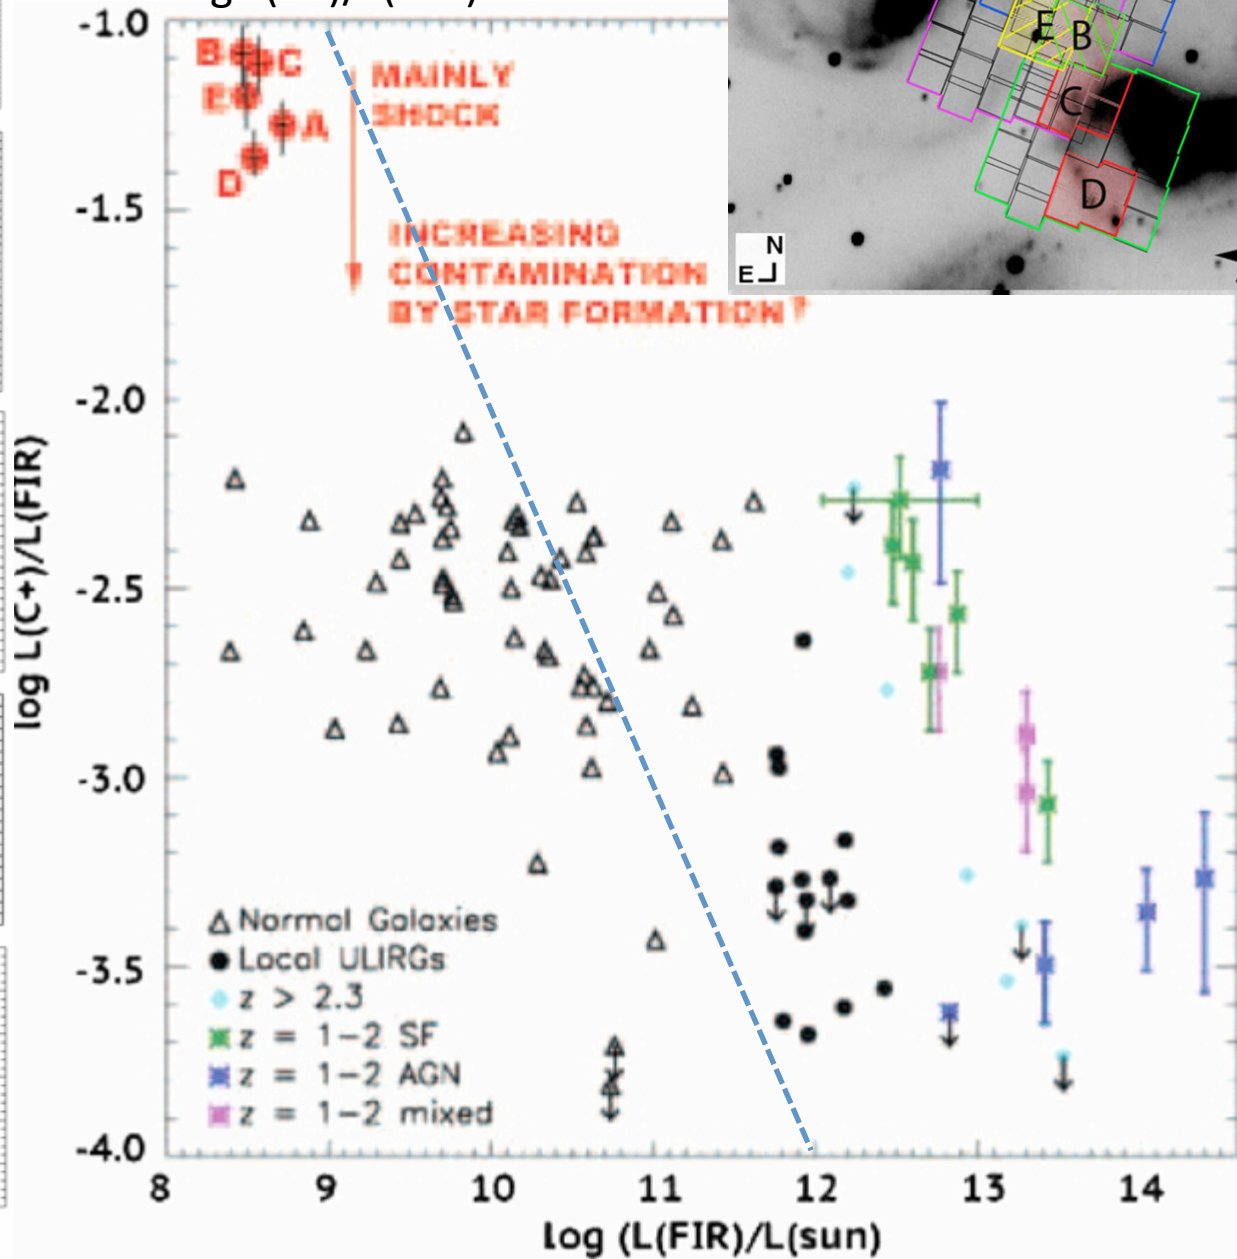 -1.0
B
C
E
A
D
MAINLY
SHOCK
INCREASING
CONTAMINATION
BY STAR FORMATION?
E
B
C
D
N
E
-1.5
-2.0
-2.5
-3.0
-3.5
-4.0
log L(C+)/L(FIR)
Normal Galaxies
Local ULIRGs
z > 2.3
z = 1-2 SF
z = 1-2 AGN
z = 1-2 mixed
8 9 10 11 12 13 14
log (L(FIR)/L(sun)